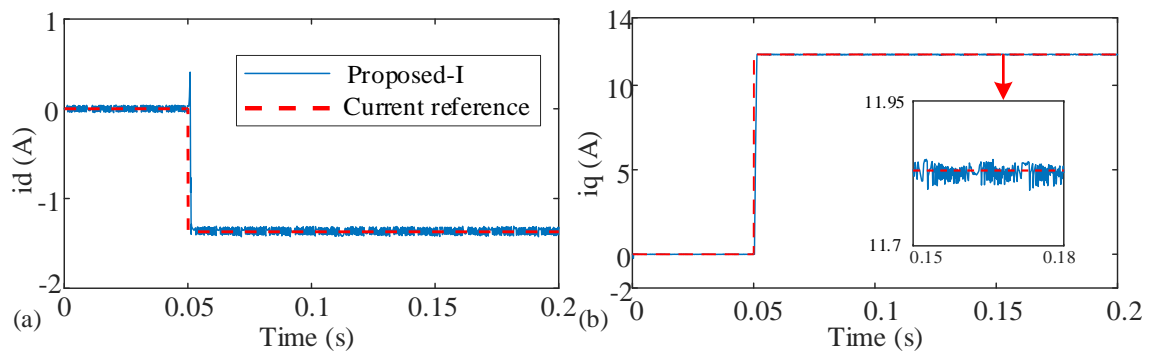 1
0
-1
-2
id (A)
Proposed-I
Current reference
0
0.05
0.1
0.15
0.2
Time (s)
(a)
14
10
5
0
-2
iq (A)
11.95
11.7
0.15
0.18
0
0.05
0.1
0.15
0.2
Time (s)
(b)